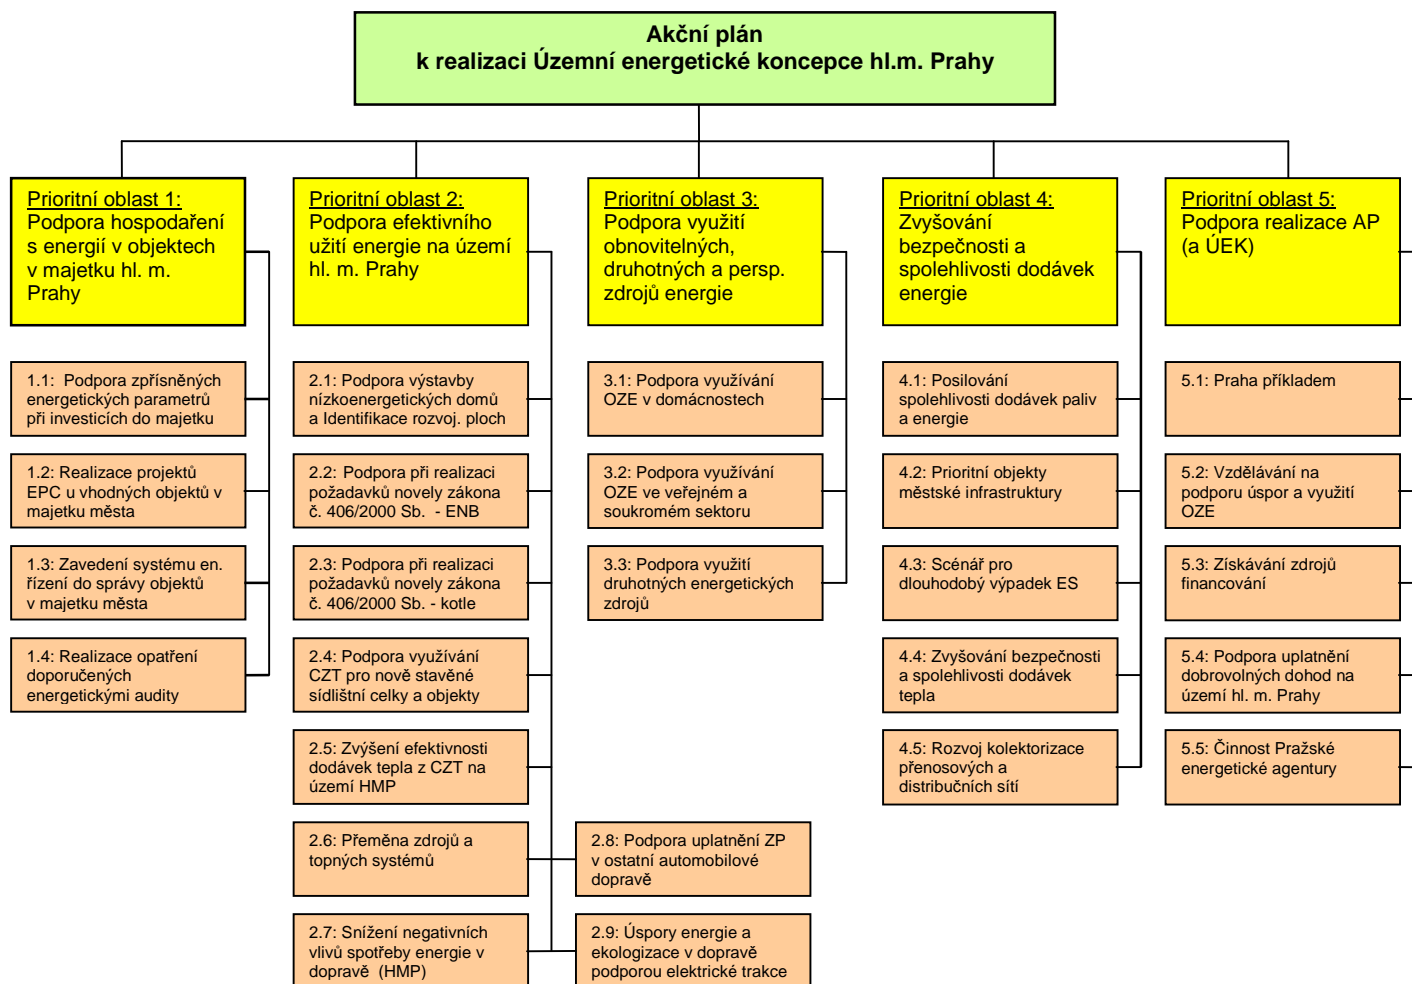 Akční plán
k realizaci Územní energetické koncepce hl.m. Prahy
Prioritní oblast 1:
Podpora hospodaření
s energií v objektech
v majetku hl. m.
Prahy
1.1:  Podpora zpřísněných
energetických parametrů
při investicích do majetku
1.2: Realizace projektů
EPC u vhodných objektů v
majetku města
1.3: Zavedení systému en.
řízení do správy objektů
v majetku města
1.4: Realizace opatření
doporučených
energetickými audity
Prioritní oblast 2:
Podpora efektivního
užití energie na území
hl. m. Prahy
2.1: Podpora výstavby
nízkoenergetických domů
a Identifikace rozvoj. ploch
2.2:  Podpora při realizaci
požadavků novely zákona
č. 406/2000 Sb.  - ENB
2.3: Podpora při realizaci
požadavků novely zákona
č. 406/2000 Sb. - kotle
2.4: Podpora využívání
CZT pro nově stavěné
sídlištní celky a objekty
2.5: Zvýšení efektivnosti
dodávek tepla z CZT na
území HMP
2.6: Přeměna zdrojů a
topných systémů
2.7: Snížení negativních
vlivů spotřeby energie v
dopravě  (HMP)
2.8: Podpora uplatnění ZP
v ostatní automobilové
dopravě
2.9: Úspory energie a
ekologizace v dopravě
podporou elektrické trakce
Prioritní oblast 3:
Podpora využití
obnovitelných,
druhotných a persp.
zdrojů energie
3.1: Podpora využívání
OZE v domácnostech
3.2: Podpora využívání
OZE ve veřejném a
soukromém sektoru
3.3: Podpora využití
druhotných energetických
zdrojů
Prioritní oblast 4:
Zvyšování
bezpečnosti a
spolehlivosti dodávek
energie
4.1: Posilování
spolehlivosti dodávek paliv
a energie
4.2: Prioritní objekty
městské infrastruktury
4.3: Scénář pro
dlouhodobý výpadek ES
4.4: Zvyšování bezpečnosti
a spolehlivosti dodávek
tepla
4.5: Rozvoj kolektorizace
přenosových a
distribučních sítí
Prioritní oblast 5:
Podpora realizace AP
(a ÚEK)
5.1: Praha příkladem
5.2: Vzdělávání na
podporu úspor a využití
OZE
5.3: Získávání zdrojů
financování
5.4: Podpora uplatnění
dobrovolných dohod na
území hl. m. Prahy
5.5: Činnost Pražské
energetické agentury